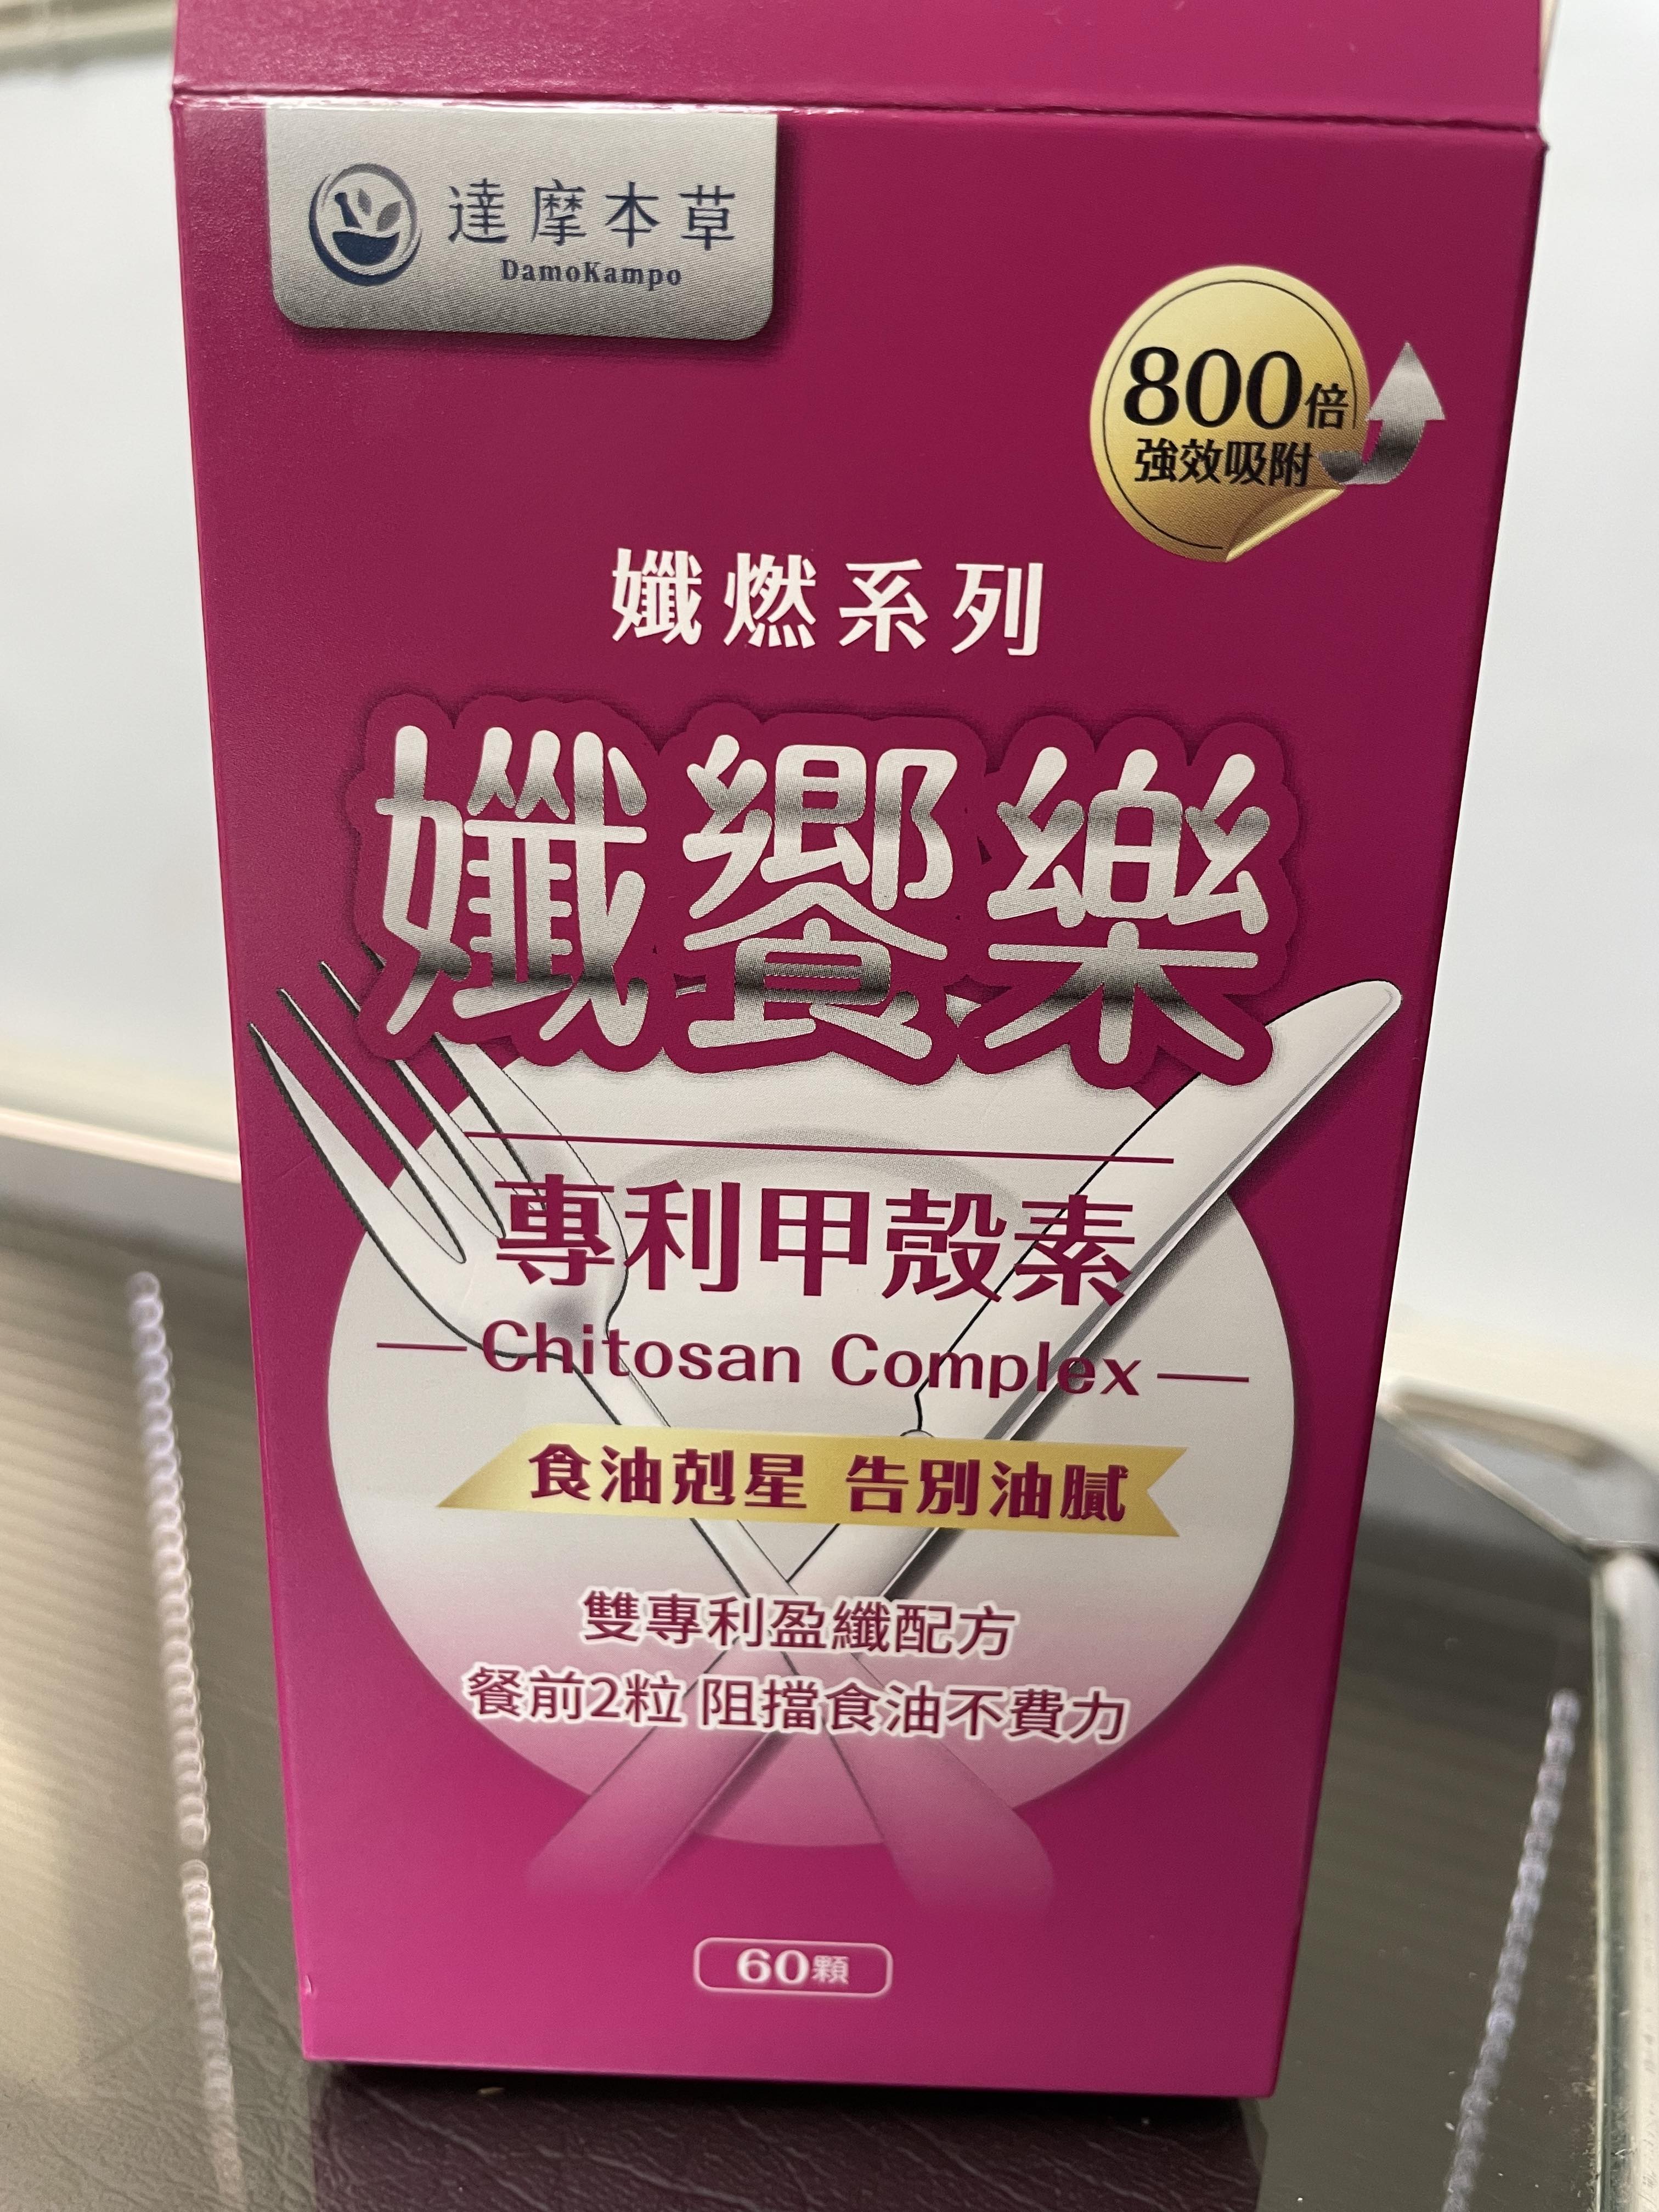 達摩本草
DamoKampo
800倍
強效吸附
孅燃系列
孅饗樂
專利甲殼素
Chitosan Complex
食油剋星 告別油膩
雙專利盈纖配方
餐前2粒 阻擋食油不費力
60顆